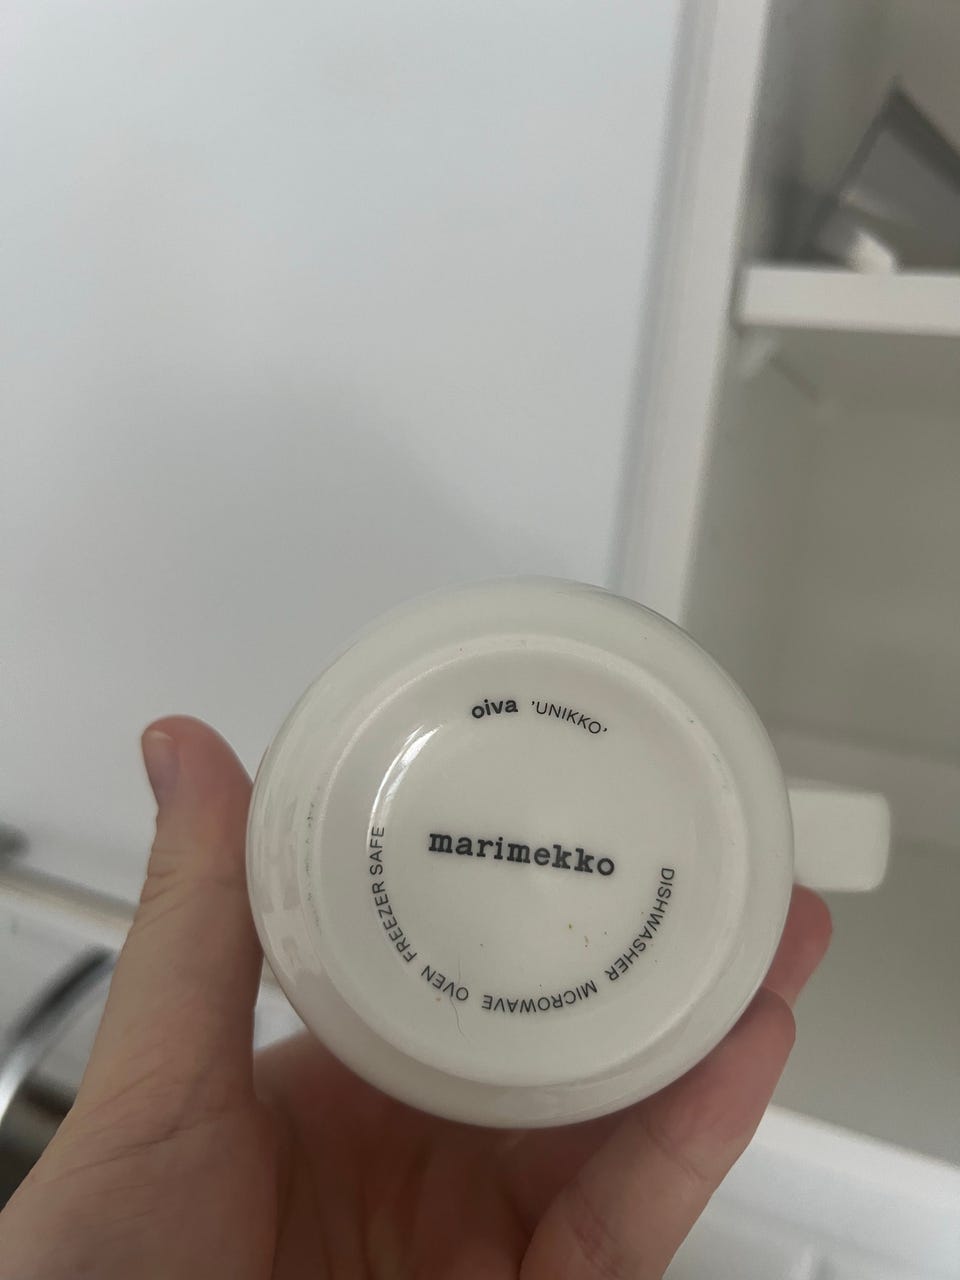 oiva 'UNIKKO'
marimekko
DISHWASHER MICROWAVE OVEN FREEZER SAFE